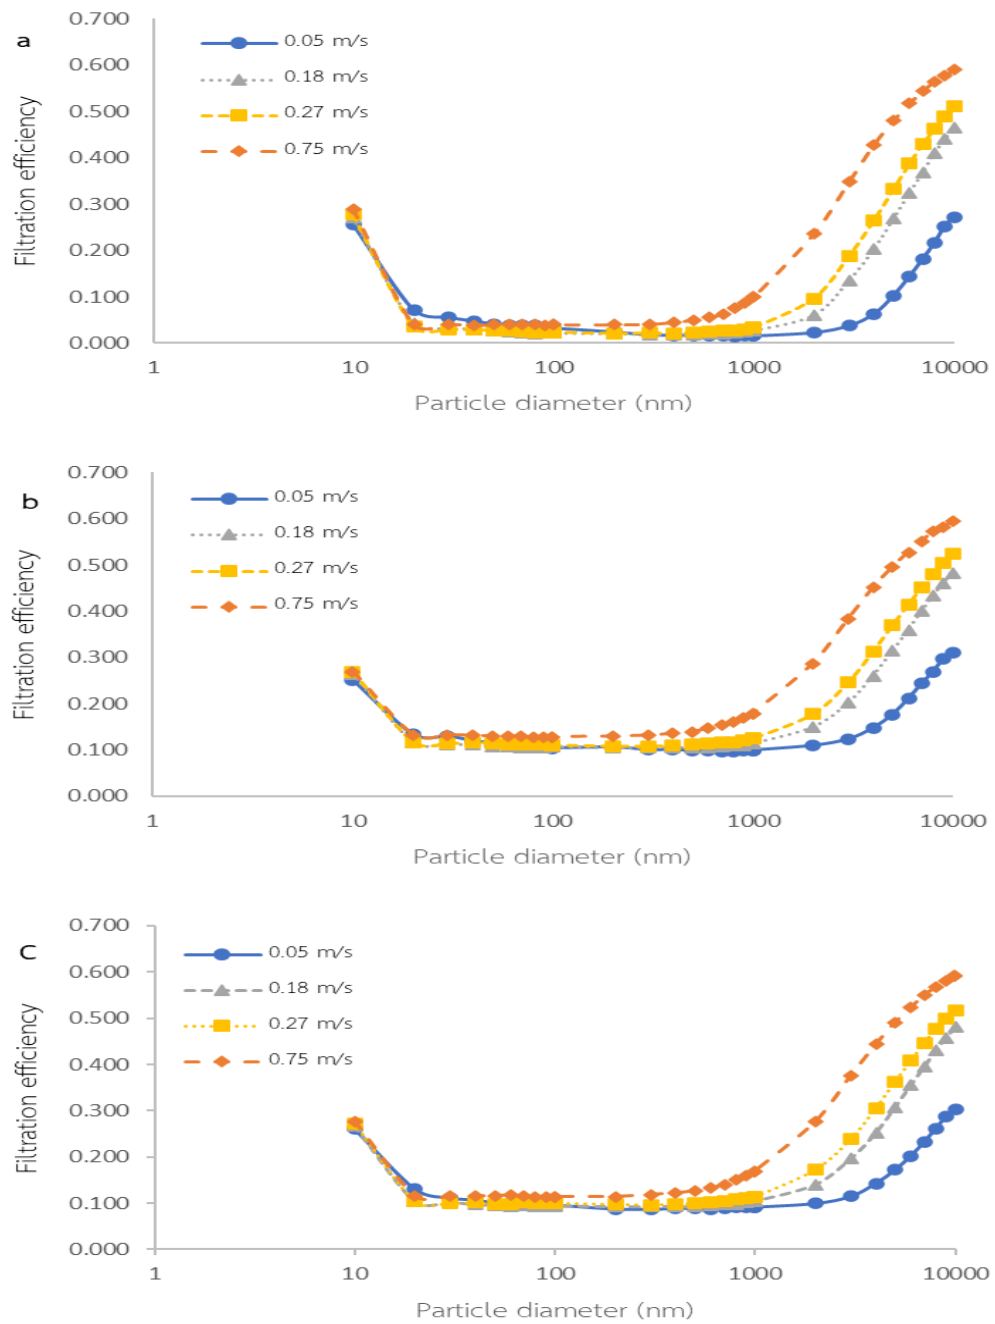 a
0.700
0.600
0.500
0.400
0.300
0.200
0.100
0.000
Filtration efficiency
0.05 m/s
0.18 m/s
0.27 m/s
0.75 m/s
1
10
100
1000
10000
Particle diameter (nm)
b
0.700
0.600
0.500
0.400
0.300
0.200
0.100
0.000
Filtration efficiency
0.05 m/s
0.18 m/s
0.27 m/s
0.75 m/s
1
10
100
1000
10000
Particle diameter (nm)
C
0.700
0.600
0.500
0.400
0.300
0.200
0.100
0.000
Filtration efficiency
0.05 m/s
0.18 m/s
0.27 m/s
0.75 m/s
1
10
100
1000
10000
Particle diameter (nm)